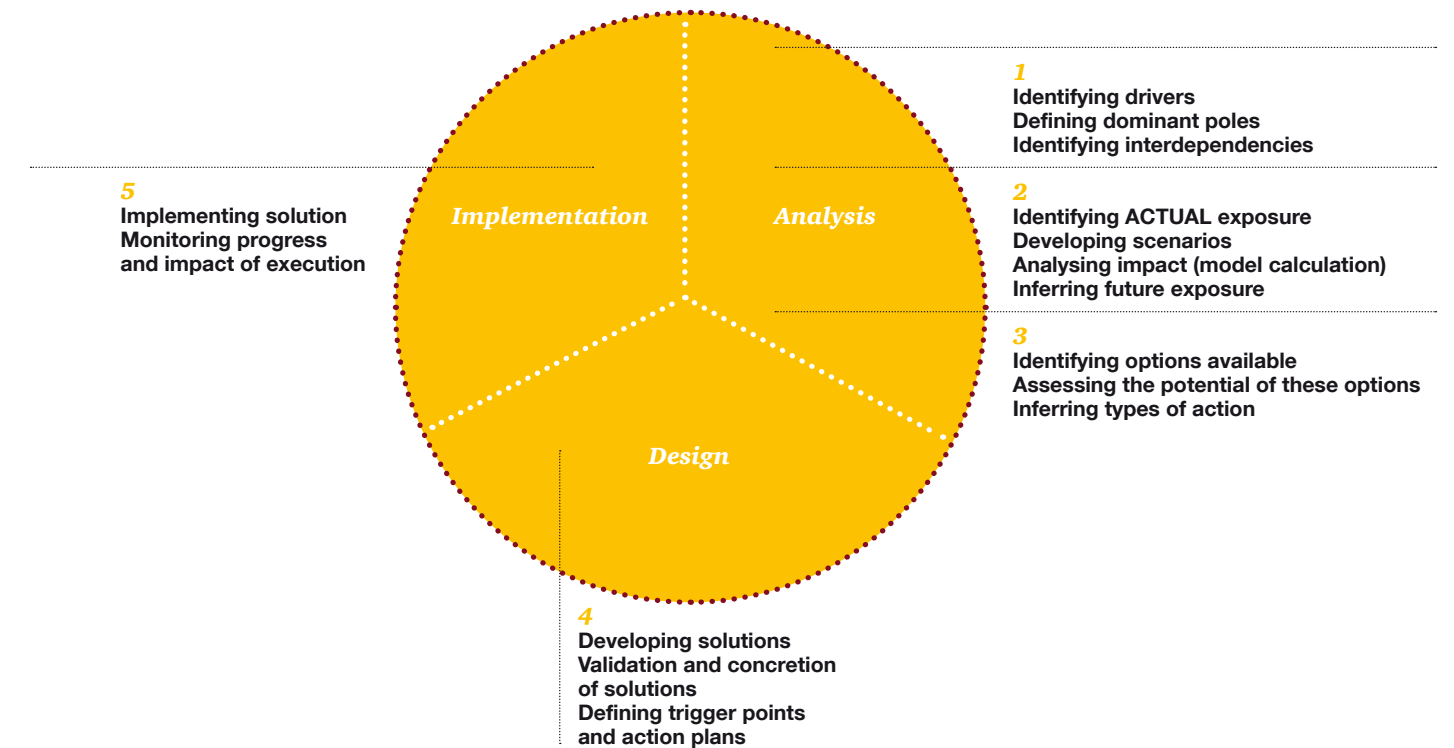 1
Identifying drivers
Defining dominant poles
Identifying interdependencies
2
Identifying ACTUAL exposure
Developing scenarios
Analysing impact (model calculation)
Inferring future exposure
3
Identifying options available
Assessing the potential of these options
Inferring types of action
4
Developing solutions
Validation and concretion
of solutions
Defining trigger points
and action plans
5
Implementing solution
Monitoring progress
and impact of execution
Implementation
Analysis
Design